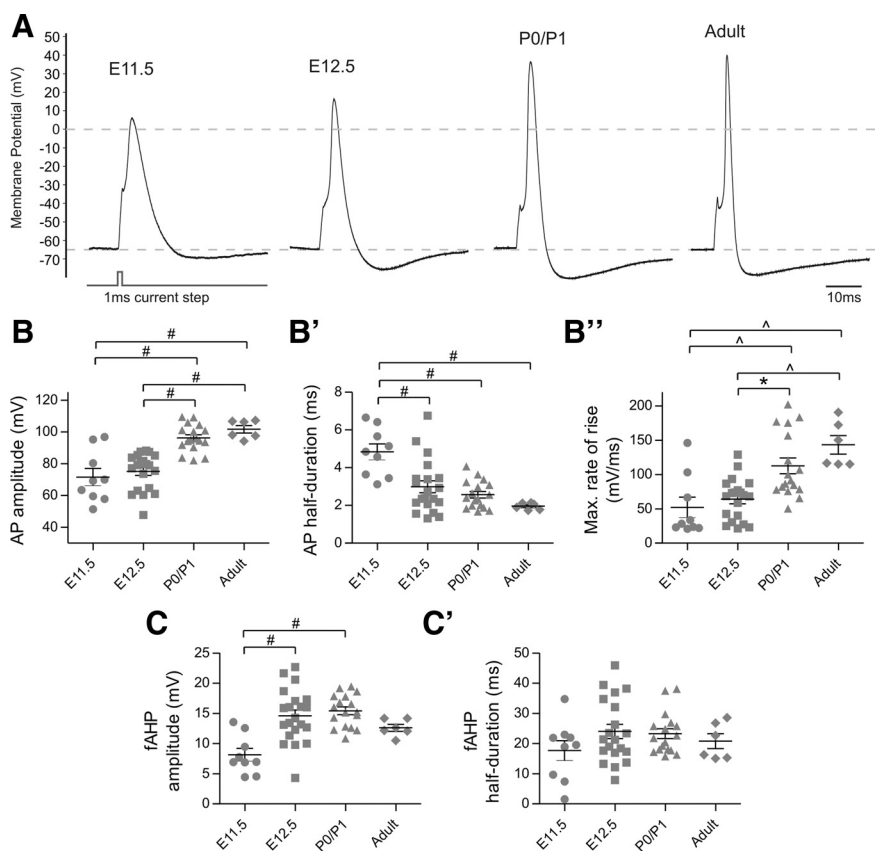 A
50
40
30
20
10
0
-10
-20
-30
-40
-50
-60
-70
Membrane Potential (mV)
E11.5
E12.5
P0/P1
Adult
1ms current step
10ms
B
#
#
#
#
120
100
80
60
40
AP amplitude (mV)
E11.5
E12.5
P0/P1
Adult
B’
#
#
#
8
6
4
2
0
AP half-duration (ms)
E11.5
E12.5
P0/P1
Adult
B’’
^
^
^
*
200
150
100
50
0
Max. rate of rise
(mV/ms)
E11.5
E12.5
P0/P1
Adult
C
#
#
25
20
15
10
5
0
fAHP
amplitude (mV)
E11.5
E12.5
P0/P1
Adult
C’
50
40
30
20
10
0
fAHP
half-duration (ms)
E11.5
E12.5
P0/P1
Adult